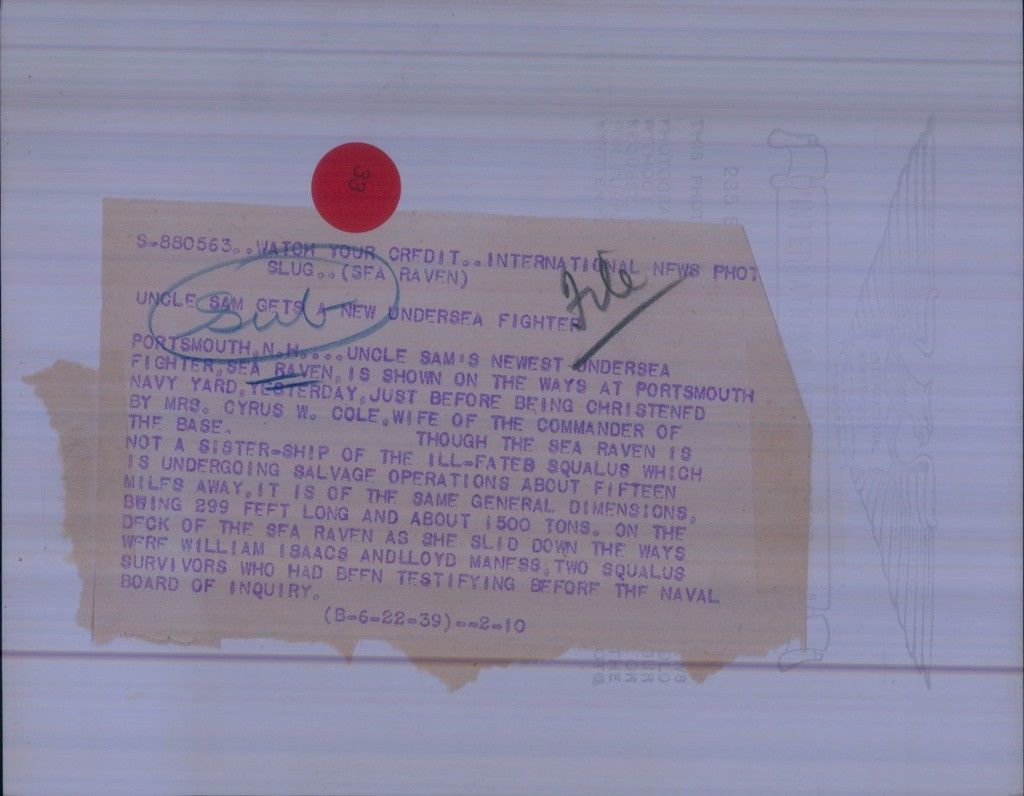 33
S-880563..WATCH YOUR CREDIT..INTERNATIONAL NEWS PHOT
SLUG..(SEA RAVEN)
File
Sub
UNCLE SAM GETS A NEW UNDERSEA FIGHTER
PORTSMOUTH,N.H....UNCLE SAM'S NEWEST UNDERSEA
FIGHTER,SEA RAVEN,IS SHOWN ON THE WAYS AT PORTSMOUTH
NAVY YARD,YESTERDAY,JUST BEFORE BEING CHRISTENED
BY MRS. CYRUS W. COLE,WIFE OF THE COMMANDER OF
THE BASE. THOUGH THE SEA RAVEN IS
NOT A SISTER-SHIP OF THE ILL-FATEB SQUALUS WHICH
IS UNDERGOING SALVAGE OPERATIONS ABOUT FIFTEEN
MILES AWAY,IT IS OF THE SAME GENERAL DIMENSIONS,
BEING 299 FEET LONG AND ABOUT 1500 TONS. ON THE
DECK OF THE SEA RAVEN AS SHE SLID DOWN THE WAYS
WERE WILLIAM ISAACS ANDLLOYD MANESS,TWO SQUALUS
SURVIVORS WHO HAD BEEN TESTIFYING BEFORE THE NAVAL
BOARD OF INQUIRY.
(B-6-22-39)--2-10
THIS PHOT